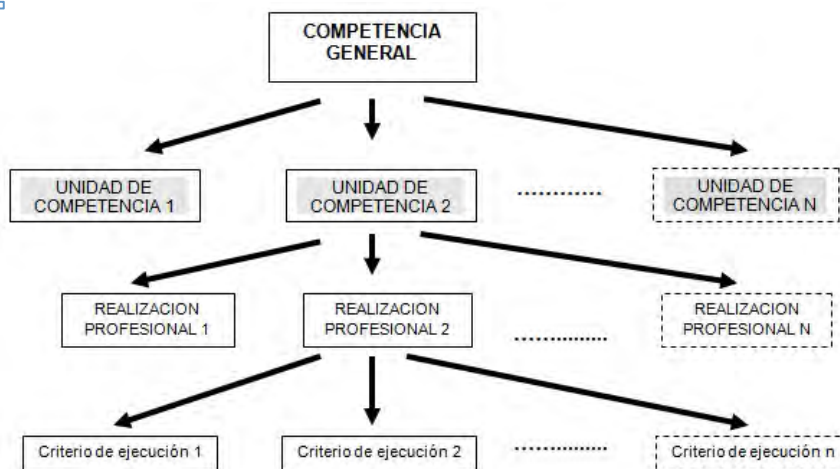 COMPETENCIA
GENERAL
UNIDAD DE
COMPETENCIA 1
UNIDAD DE
COMPETENCIA 2
............
UNIDAD DE
COMPETENCIA N
REALIZACION
PROFESIONAL 1
REALIZACION
PROFESIONAL 2
..............
REALIZACION
PROFESIONAL N
Criterio de ejecución 1
Criterio de ejecución 2
..............
Criterio de ejecución n